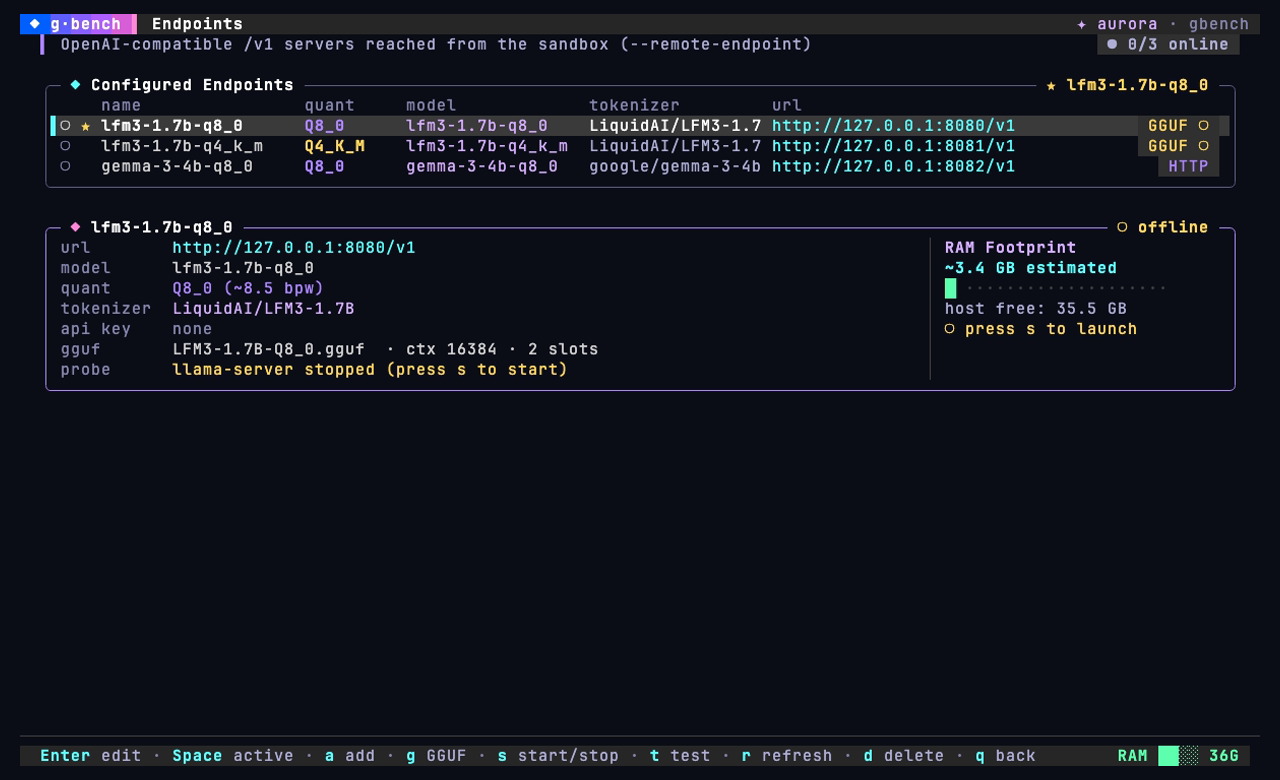 ◆ g·bench Endpoints ✦ aurora · gbench
OpenAI-compatible /v1 servers reached from the sandbox (--remote-endpoint) ● 0/3 online
◆ Configured Endpoints ★ lfm3-1.7b-q8_0
name quant model tokenizer url
○ ★ lfm3-1.7b-q8_0 Q8_0 lfm3-1.7b-q8_0 LiquidAI/LFM3-1.7 http://127.0.0.1:8080/v1 GGUF ○
○ lfm3-1.7b-q4_k_m Q4_K_M lfm3-1.7b-q4_k_m LiquidAI/LFM3-1.7 http://127.0.0.1:8081/v1 GGUF ○
○ gemma-3-4b-q8_0 Q8_0 gemma-3-4b-q8_0 google/gemma-3-4b http://127.0.0.1:8082/v1 HTTP
◆ lfm3-1.7b-q8_0 ○ offline
url http://127.0.0.1:8080/v1
model lfm3-1.7b-q8_0
quant Q8_0 (~8.5 bpw)
tokenizer LiquidAI/LFM3-1.7B
api key none
gguf LFM3-1.7B-Q8_0.gguf · ctx 16384 · 2 slots
probe llama-server stopped (press s to start)
RAM Footprint
~3.4 GB estimated
host free: 35.5 GB
○ press s to launch
Enter edit · Space active · a add · g GGUF · s start/stop · t test · r refresh · d delete · q back RAM 36G